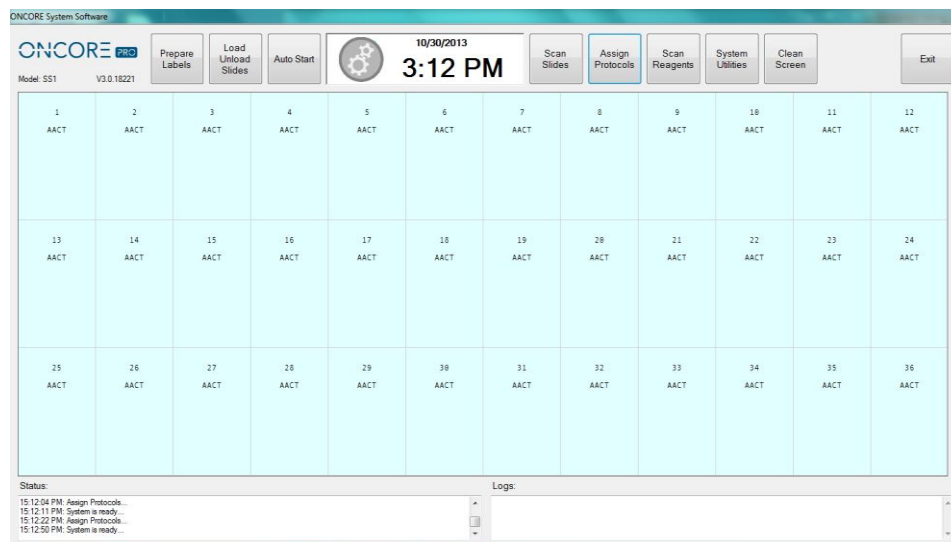 ONCORE System Software
ONCORE PRO
Model: SS1 V3.0.18221
Prepare Labels
Load Unload Slides
Auto Start
10/30/2013
3:12 PM
Scan Slides
Assign Protocols
Scan Reagents
System Utilities
Clean Screen
Exit
1 2 3 4 5 6 7 8 9 10 11 12
AACT AACT AACT AACT AACT AACT AACT AACT AACT AACT AACT AACT
13 14 15 16 17 18 19 20 21 22 23 24
AACT AACT AACT AACT AACT AACT AACT AACT AACT AACT AACT AACT
25 26 27 28 29 30 31 32 33 34 35 36
AACT AACT AACT AACT AACT AACT AACT AACT AACT AACT AACT AACT
Status:
15:12:04 PM: Assign Protocols...
15:12:11 PM: System is ready...
15:12:22 PM: Assign Protocols...
15:12:50 PM: System is ready...
Logs: